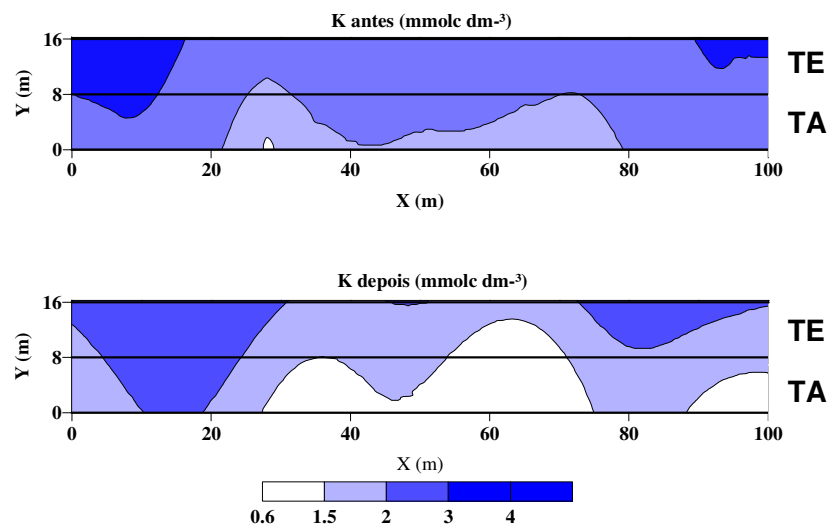 K antes (mmolc dm-³)
16
8
0
Y (m)
TE
TA
0 20 40 60 80 100
X (m)
K depois (mmolc dm-³)
16
8
0
Y (m)
TE
TA
0 20 40 60 80 100
X (m)
0.6 1.5 2 3 4